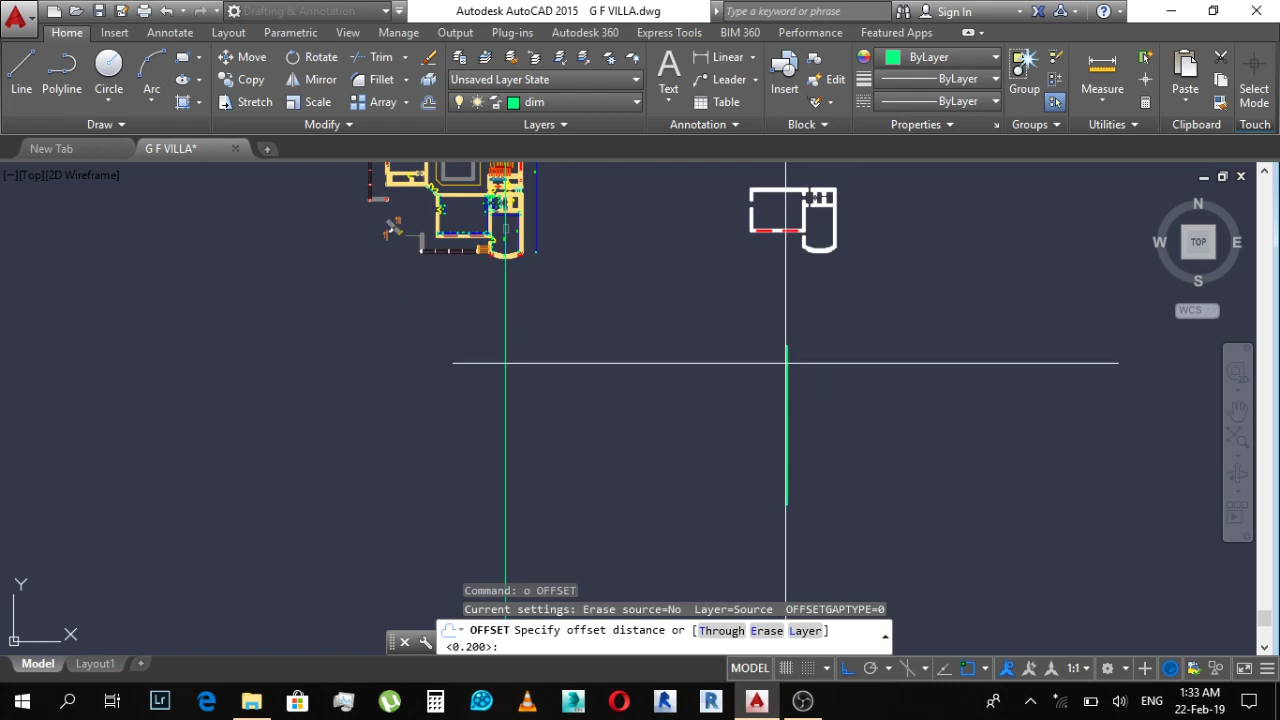 Drafting & Annotation
Autodesk AutoCAD 2015 G F VILLA.dwg
Type a keyword or phrase
Sign In
Home Insert Annotate Layout Parametric View Manage Output Plug-ins Autodesk 360 Express Tools BIM 360 Performance Featured Apps
Line Polyline Circle Arc
Move Rotate Trim
Copy Mirror Fillet
Stretch Scale Array
Unsaved Layer State
dim
Text
Linear
Leader
Table
Insert
Edit
ByLayer
ByLayer
ByLayer
Group
Measure
Paste
Select
Mode
Draw Modify Layers Annotation Block Properties Groups Utilities Clipboard Touch
New Tab G F VILLA*
[−][Top][2D Wireframe]
N
W TOP E
S
WCS
Y
X
Command: o OFFSET
Current settings: Erase source=No Layer=Source OFFSETGAPTYPE=0
OFFSET Specify offset distance or [Through Erase Layer]
<0.200>:
Model Layout1
MODEL
1:1
ENG
1:33 AM
22-Feb-19